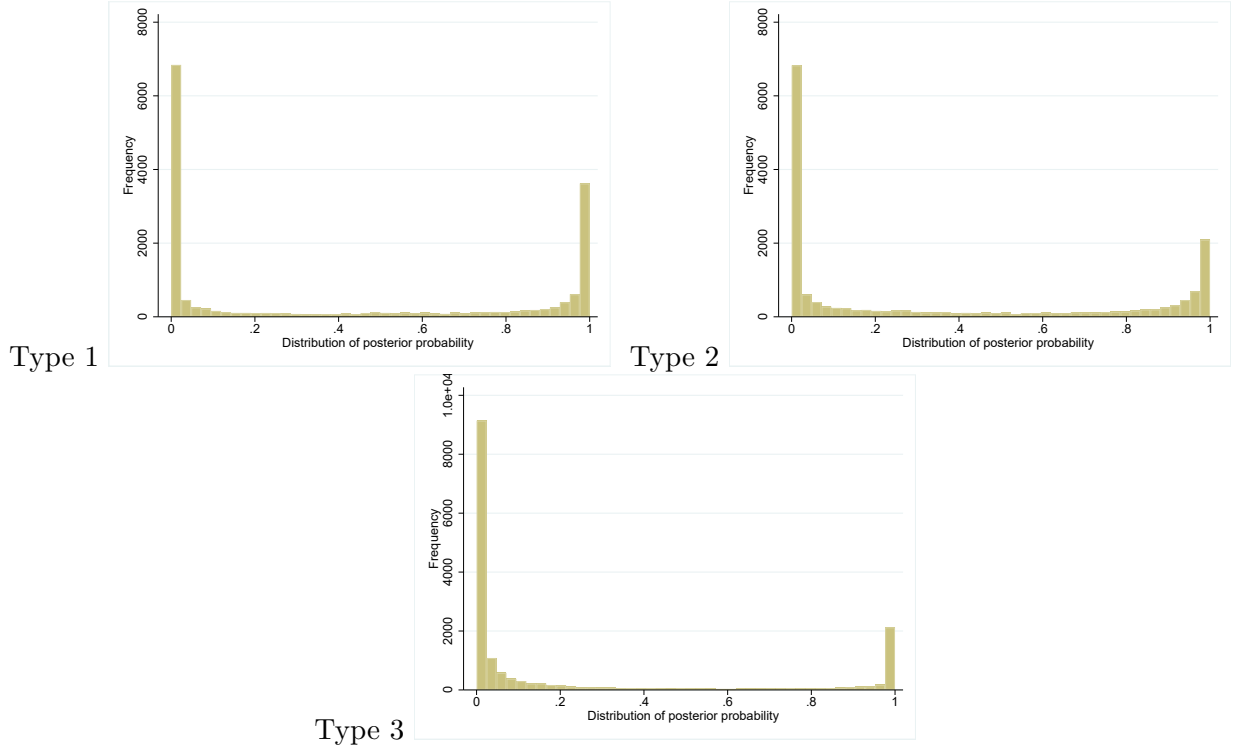 8000
6000
4000
2000
0
Frequency
0 .2 .4 .6 .8 1
Distribution of posterior probability
Type 1
8000
6000
4000
2000
0
Frequency
0 .2 .4 .6 .8 1
Distribution of posterior probability
Type 2
1.0e+04
8000
6000
4000
2000
0
Frequency
0 .2 .4 .6 .8 1
Distribution of posterior probability
Type 3